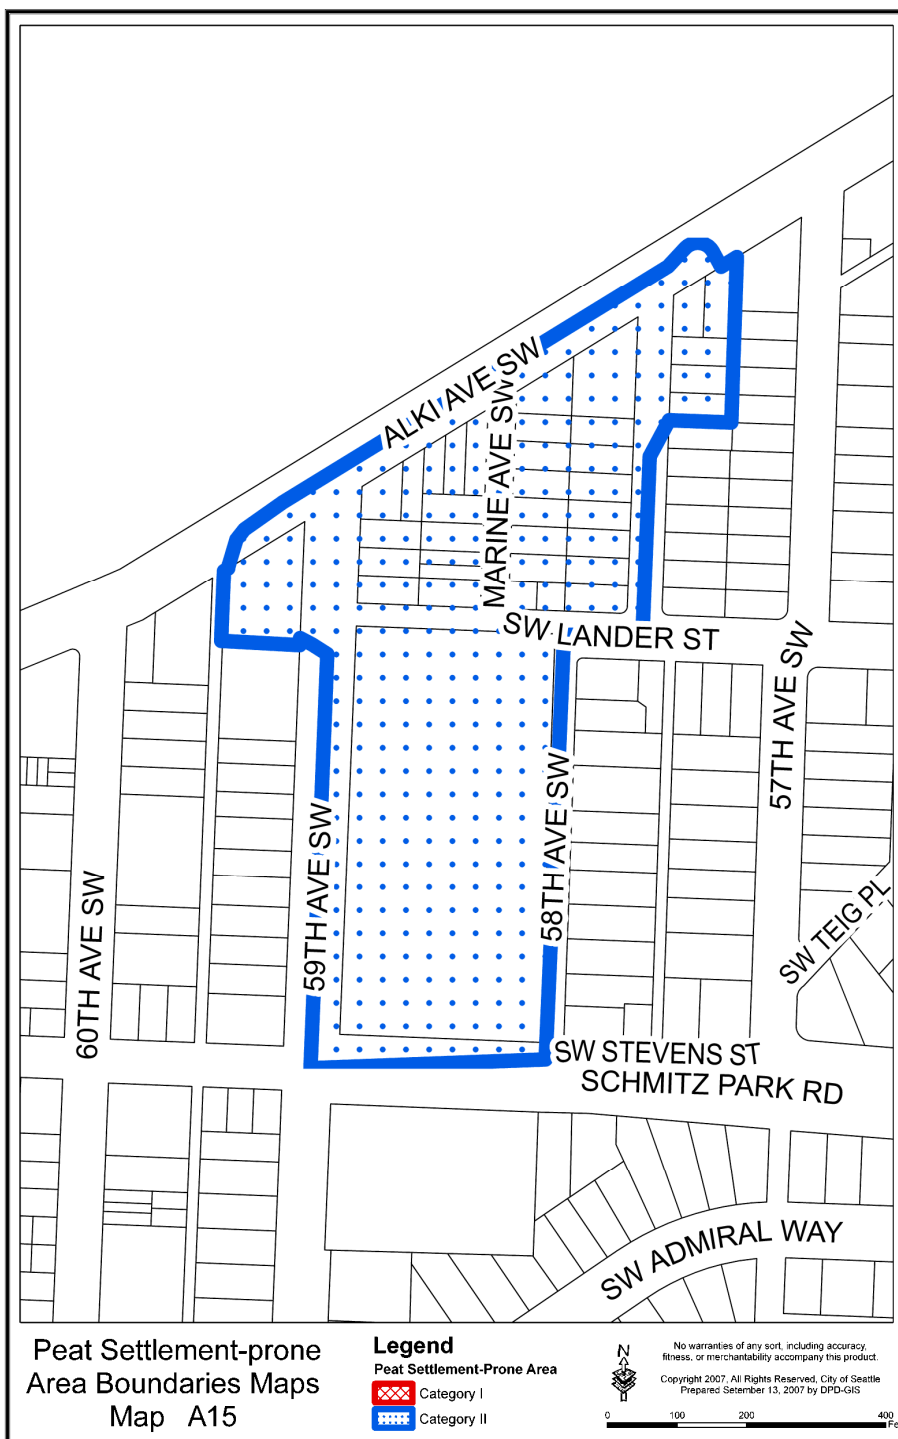 ALKI AVE SW
MARINE AVE SW
SW LANDER ST
57TH AVE SW
58TH AVE SW
59TH AVE SW
60TH AVE SW
SW TEIG PL
SW STEVENS ST
SCHMITZ PARK RD
SW ADMIRAL WAY
Peat Settlement-prone
Area Boundaries Maps
Map A15
Legend
Peat Settlement-Prone Area
Category I
Category II
N
No warranties of any sort, including accuracy,
fitness, or merchantability accompany this product.
Copyright 2007, All Rights Reserved, City of Seattle
Prepared Setember 13, 2007 by DPD-GIS
0 100 200 400
Fe